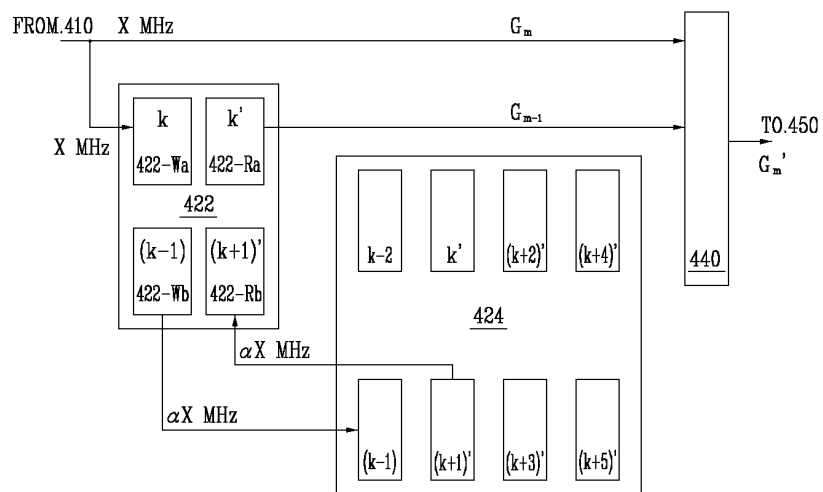 FROM.410 X MHz G_m
X MHz
k k'
422-Wa 422-Ra
422
(k-1) (k+1)'
422-Wb 422-Rb
G_{m-1}
440
TO.450
G_m'
k-2 k' (k+2)' (k+4)'
424
αX MHz
αX MHz
(k-1) (k+1)' (k+3)' (k+5)'